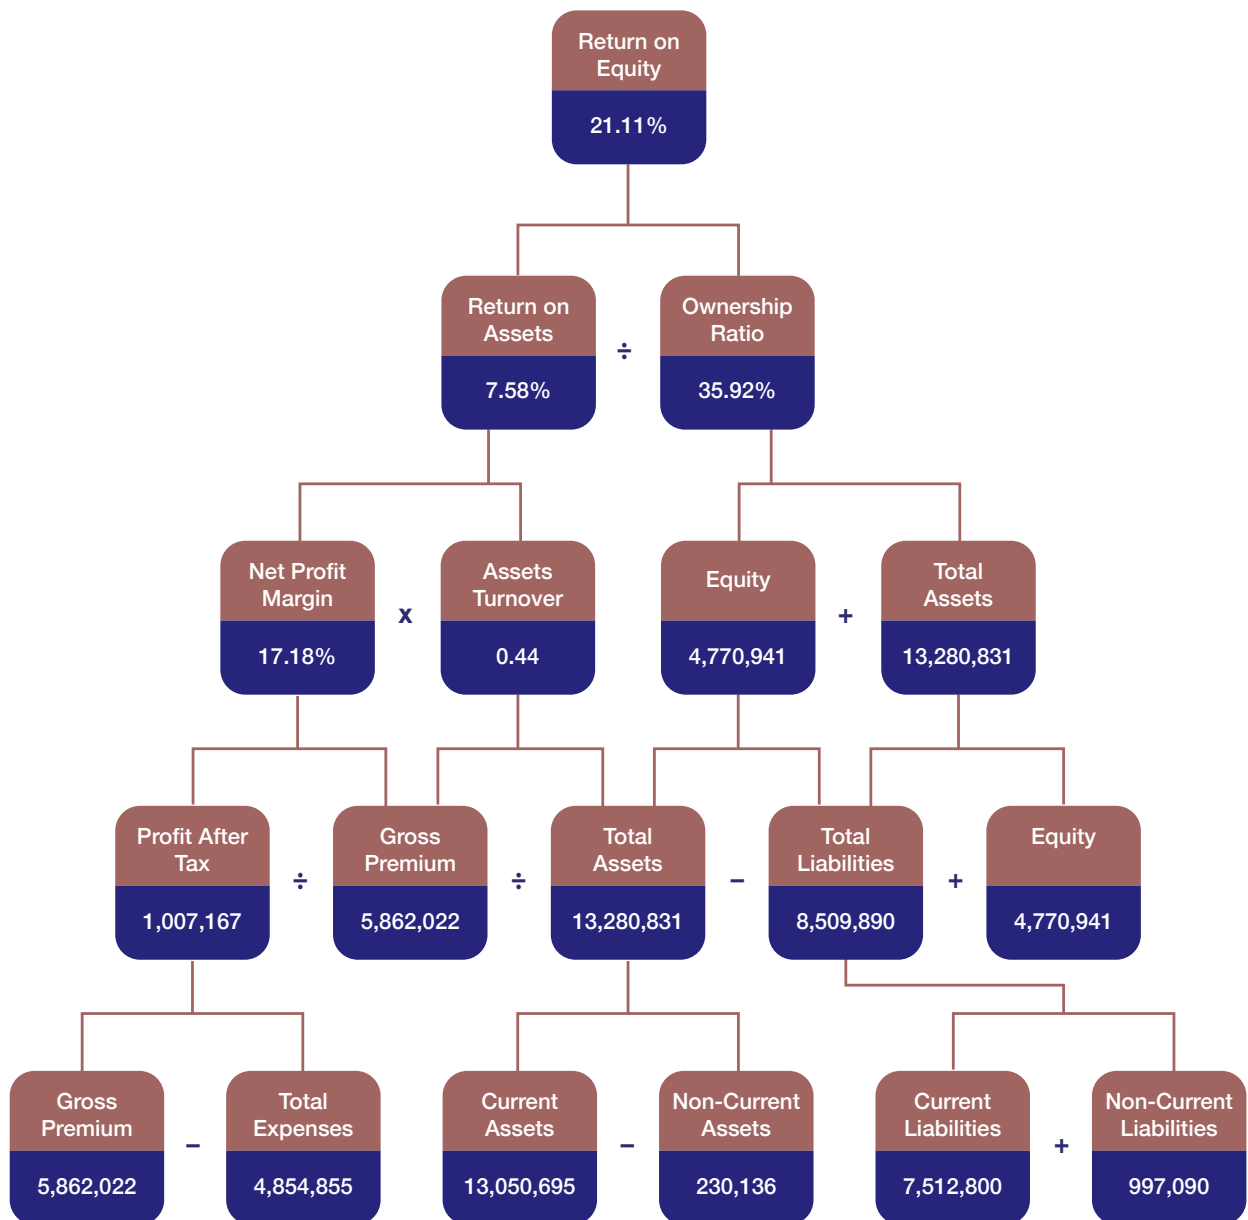 Return on
Equity
21.11%
Return on
Assets
7.58%
÷
Ownership
Ratio
35.92%
Net Profit
Margin
17.18%
x
Assets
Turnover
0.44
Equity
4,770,941
+
Total
Assets
13,280,831
Profit After
Tax
1,007,167
÷
Gross
Premium
5,862,022
÷
Total
Assets
13,280,831
–
Total
Liabilities
8,509,890
+
Equity
4,770,941
Gross
Premium
5,862,022
–
Total
Expenses
4,854,855
Current
Assets
13,050,695
–
Non-Current
Assets
230,136
Current
Liabilities
7,512,800
+
Non-Current
Liabilities
997,090